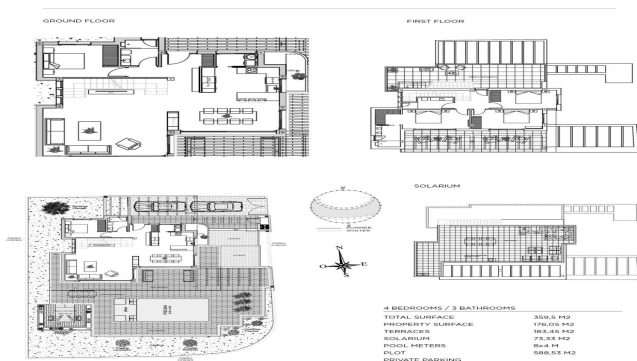 GROUND FLOOR
FIRST FLOOR
N
SUMMER
WINTER
SOLARIUM
N
O E
S
4 BEDROOMS / 3 BATHROOMS
TOTAL SURFACE 359,5 M2
PROPERTY SURFACE 176,05 M2
TERRACES 183,45 M2
SOLARIUM 73,33 M2
POOL METERS 8x4 M
PLOT 588,53 M2
PRIVATE PARKING